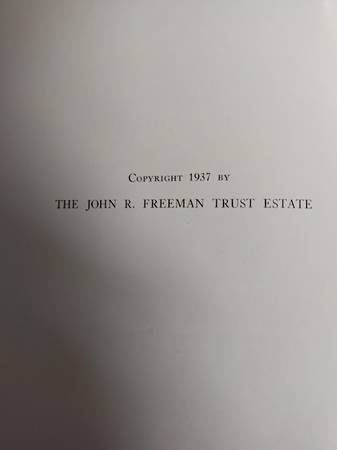 Copyright 1937 by
THE JOHN R. FREEMAN TRUST ESTATE